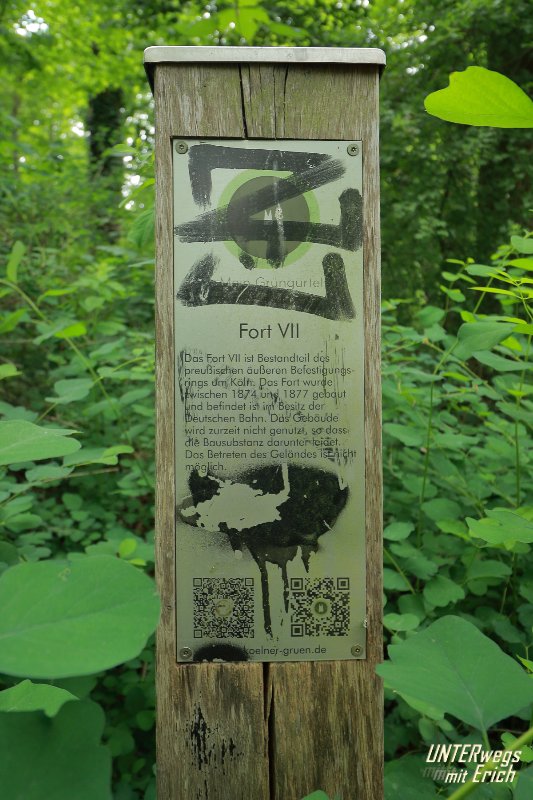 Mein Grüngürtel
Fort VII
Das Fort VII ist Bestandteil des
preußischen äußeren Befestigungs-
rings um Köln. Das Fort wurde
zwischen 1874 und 1877 gebaut
und befindet ist im Besitz der
Deutschen Bahn. Das Gebäude
wird zurzeit nicht genutzt, so dass
die Bausubstanz darunter leidet.
Das Betreten des Geländes ist nicht
möglich.
koelner-gruen.de
UNTERwegs
mit Erich